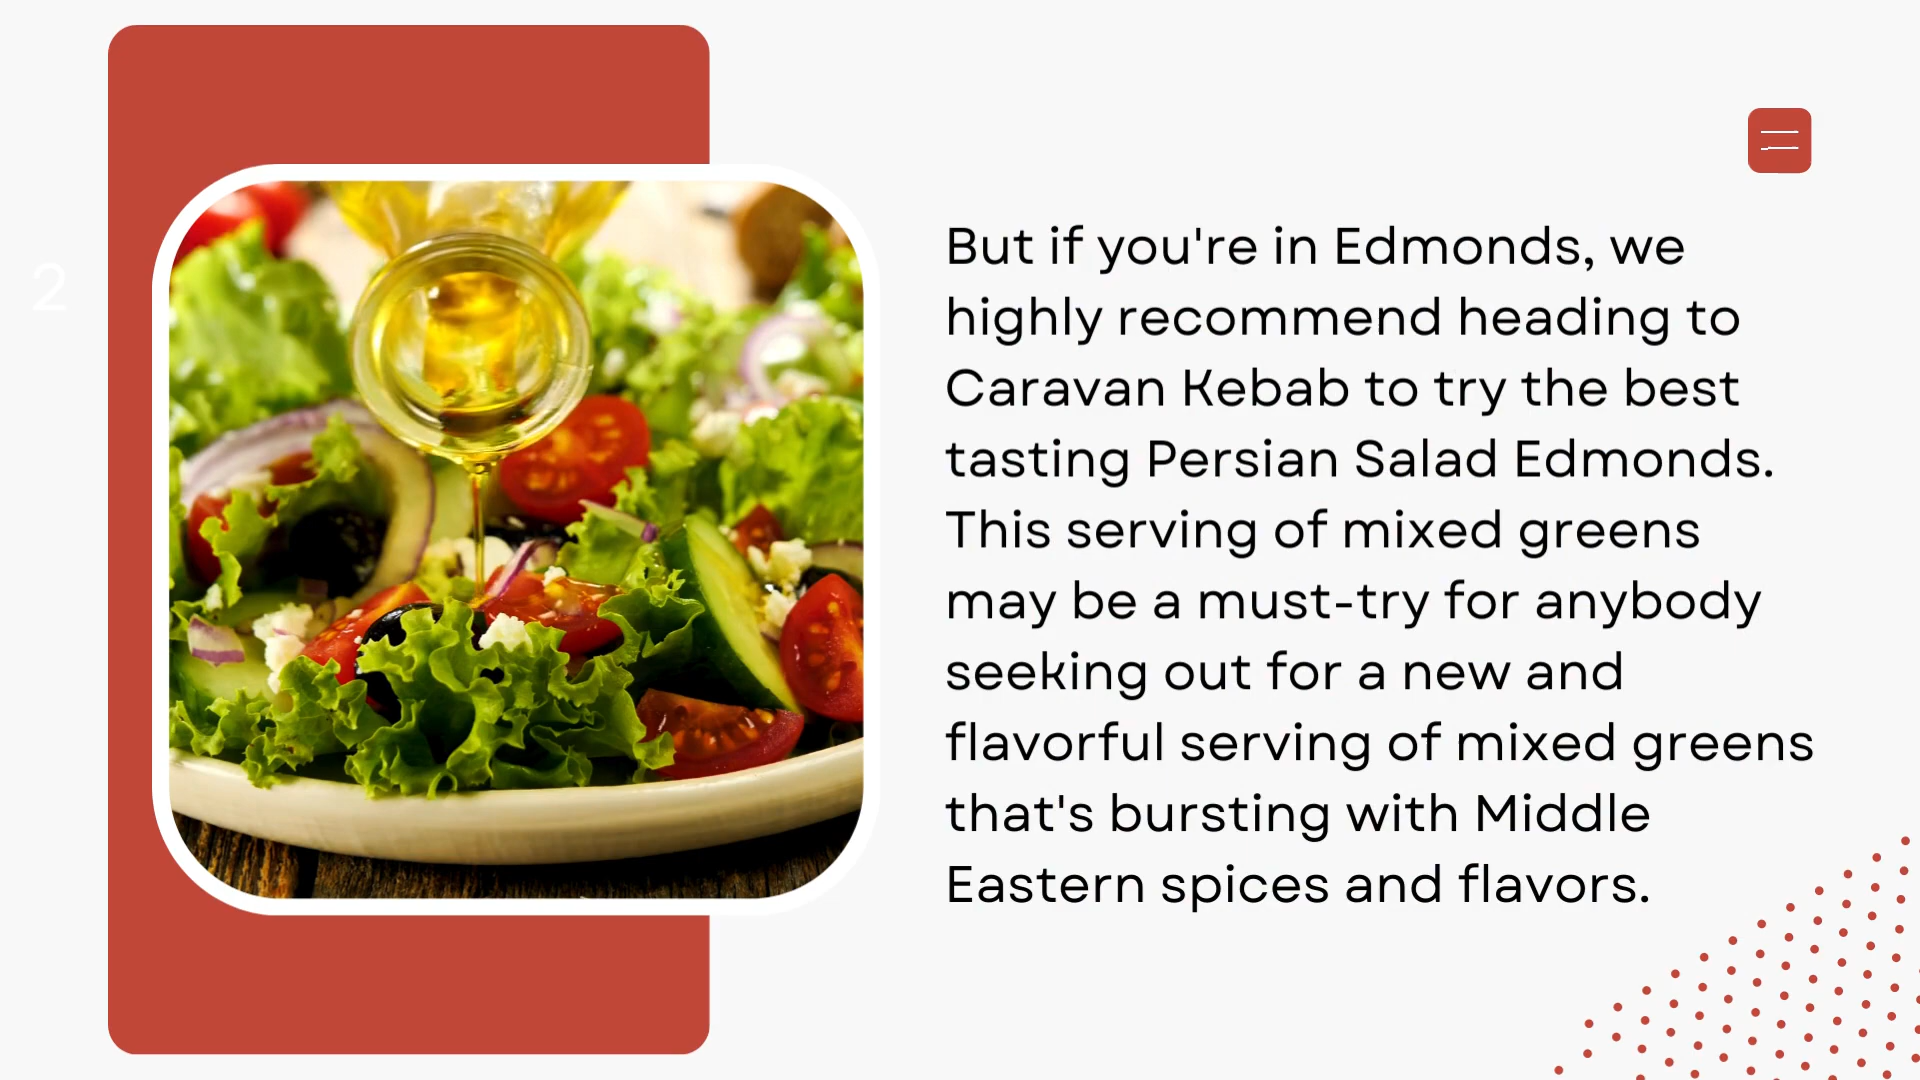 2
But if you're in Edmonds, we
highly recommend heading to
Caravan Kebab to try the best
tasting Persian Salad Edmonds.
This serving of mixed greens
may be a must-try for anybody
seeking out for a new and
flavorful serving of mixed greens
that's bursting with Middle
Eastern spices and flavors.